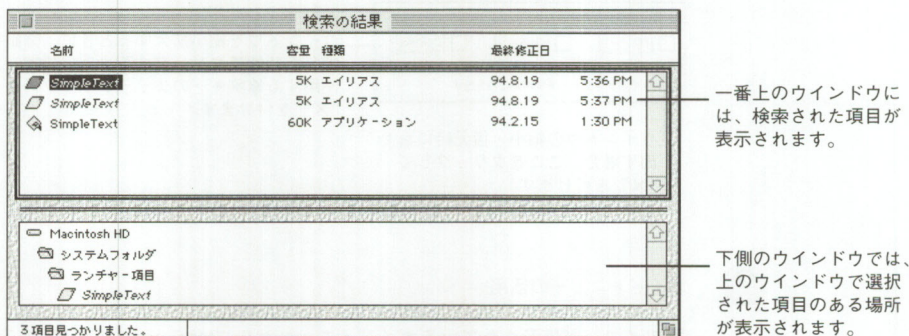 検索の結果
名前 容量 種類 最終修正日
SimpleText 5K エイリアス 94.8.19 5:36 PM
SimpleText 5K エイリアス 94.8.19 5:37 PM
SimpleText 60K アプリケーション 94.2.15 1:30 PM
Macintosh HD
システムフォルダ
ランチャー項目
SimpleText
3項目見つかりました。
一番上のウインドウに
は、検索された項目が
表示されます。
下側のウインドウでは、
上のウインドウで選択
された項目のある場所
が表示されます。